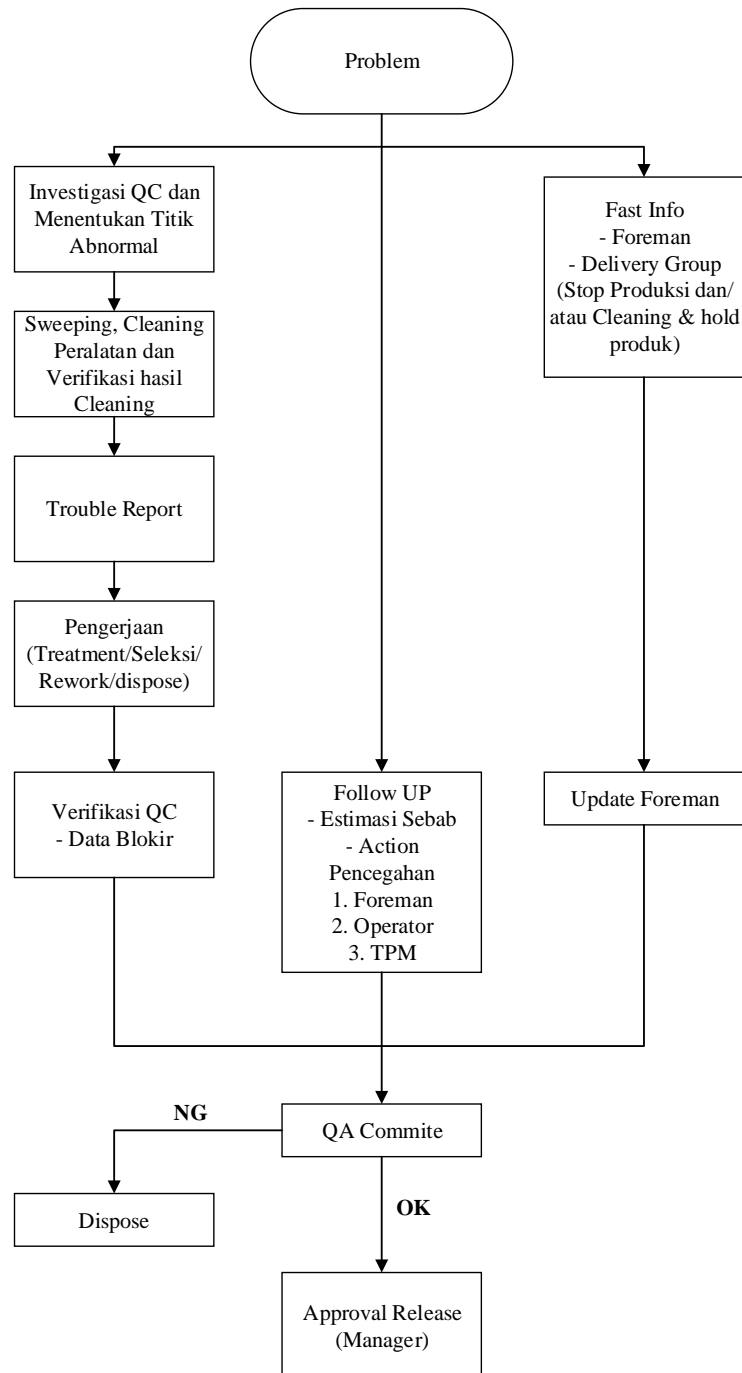 Problem
Investigasi QC dan
Menentukan Titik
Abnormal
Fast Info
- Foreman
- Delivery Group
(Stop Produksi dan/
atau Cleaning & hold
produk)
Sweeping, Cleaning
Peralatan dan
Verifikasi hasil
Cleaning
Trouble Report
Pengerjaan
(Treatment/Seleksi/
Rework/dispose)
Verifikasi QC
- Data Blokir
Follow UP
- Estimasi Sebab
- Action
Pencegahan
1. Foreman
2. Operator
3. TPM
Update Foreman
NG
QA Commite
Dispose
OK
Approval Release
(Manager)